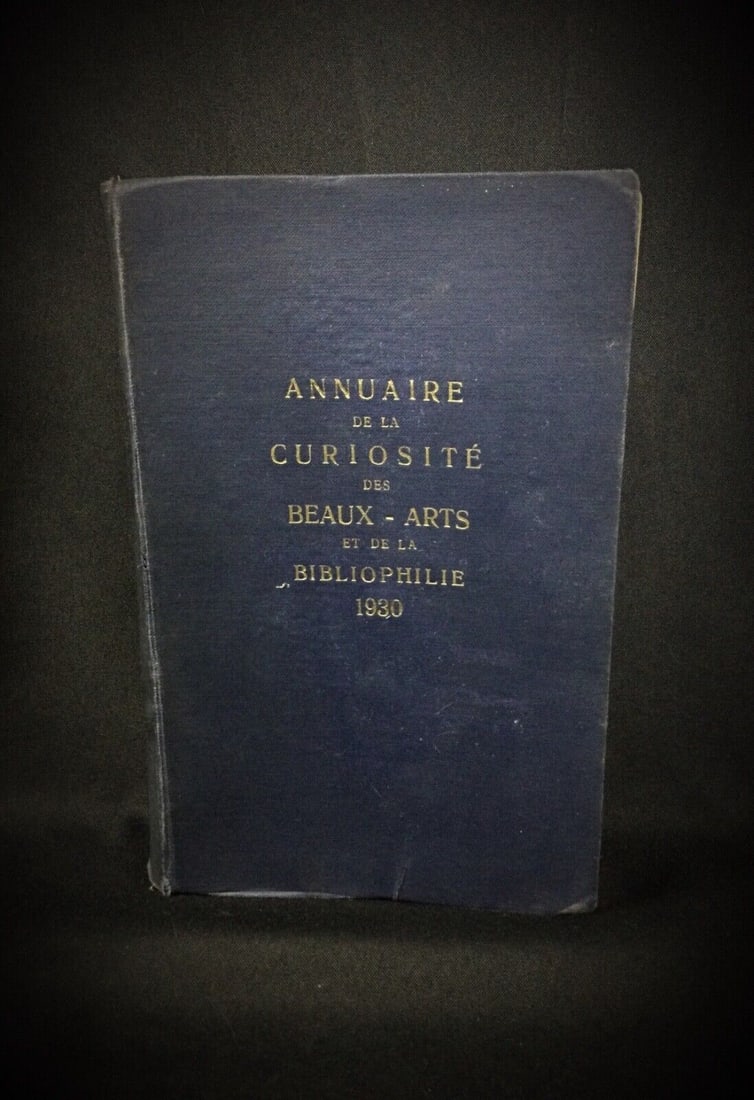 ANNUAIRE
DE LA
CURIOSITÉ
DES
BEAUX - ARTS
ET DE LA
BIBLIOPHILIE
1930